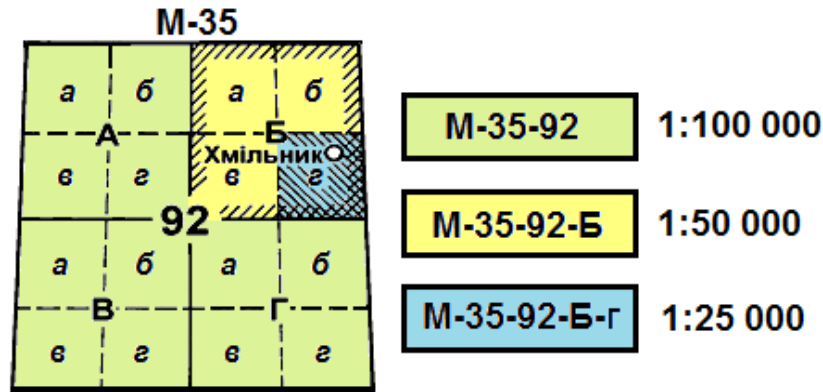 М-35
а б а б
А Б
Хмільник
в г в г
92
а б а б
В Г
в г в г
М-35-92 1:100 000
М-35-92-Б 1:50 000
М-35-92-Б-г 1:25 000